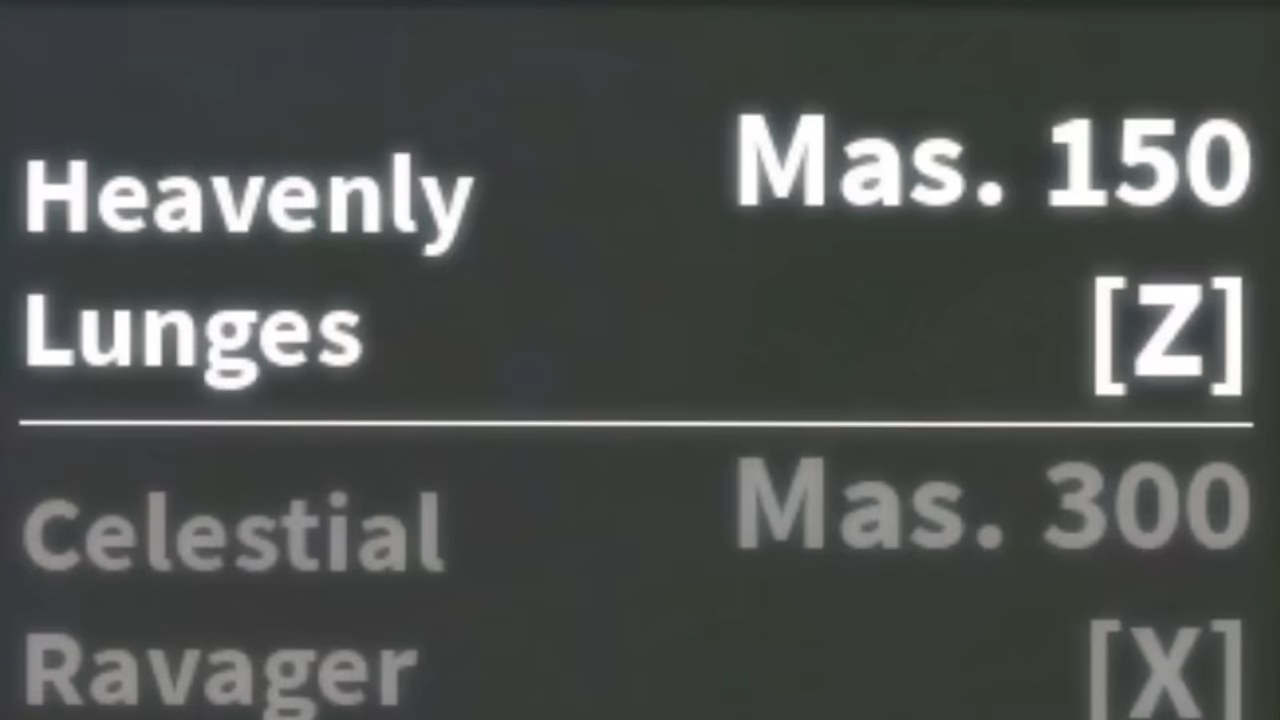 Heavenly
Lunges
Mas. 150
[Z]
Celestial
Ravager
Mas. 300
[X]